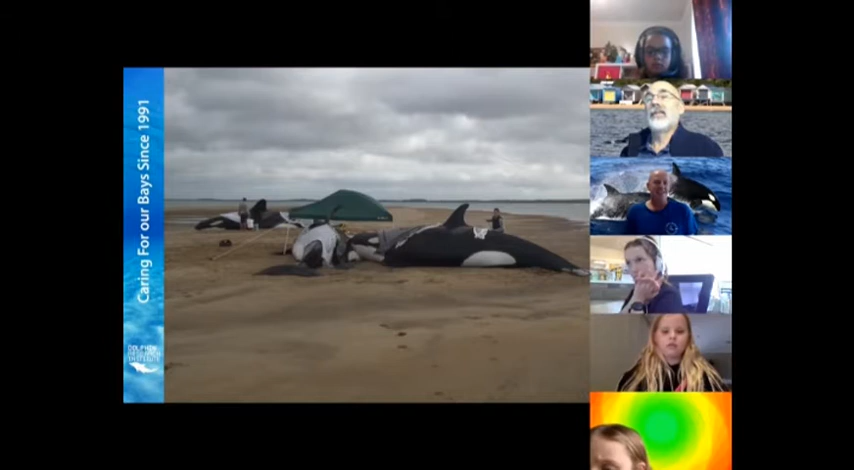 Caring For our Bays Since 1991
DOLPHIN
RESEARCH
INSTITUTE